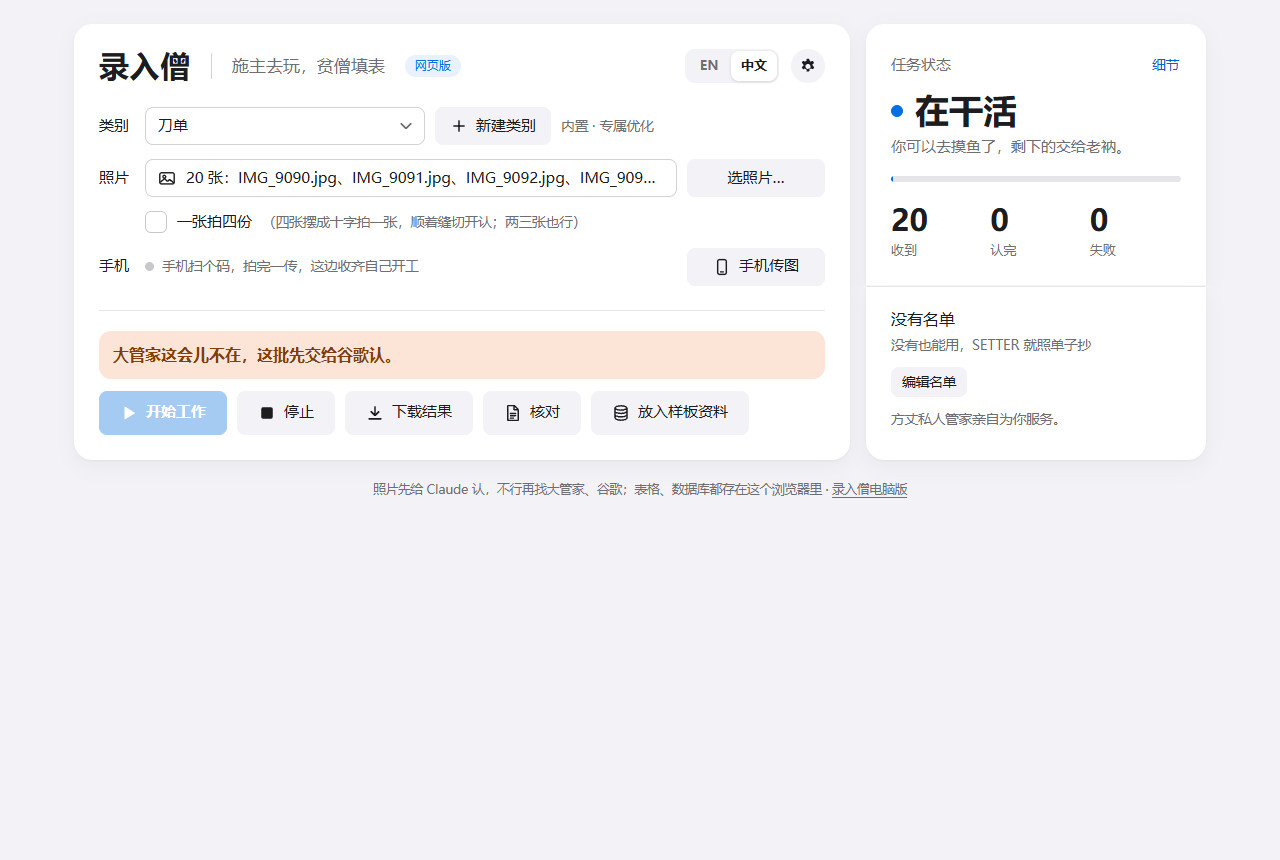 录入僧 施主去玩，贫僧填表 网页版 EN 中文
类别 刀单 新建类别 内置 · 专属优化
照片 20 张：IMG_9090.jpg、IMG_9091.jpg、IMG_9092.jpg、IMG_909... 选照片...
一张拍四份 （四张摆成十字拍一张，顺着缝切开认；两三张也行）
手机 手机扫个码，拍完一传，这边收齐自己开工 手机传图
大管家这会儿不在，这批先交给谷歌认。
开始工作 停止 下载结果 核对 放入样板资料
任务状态 细节
在干活
你可以去摸鱼了，剩下的交给老衲。
20 0 0
收到 认完 失败
没有名单
没有也能用，SETTER 就照单子抄
编辑名单
方丈私人管家亲自为你服务。
照片先给 Claude 认，不行再找大管家、谷歌；表格、数据库都存在这个浏览器里 · 录入僧电脑版